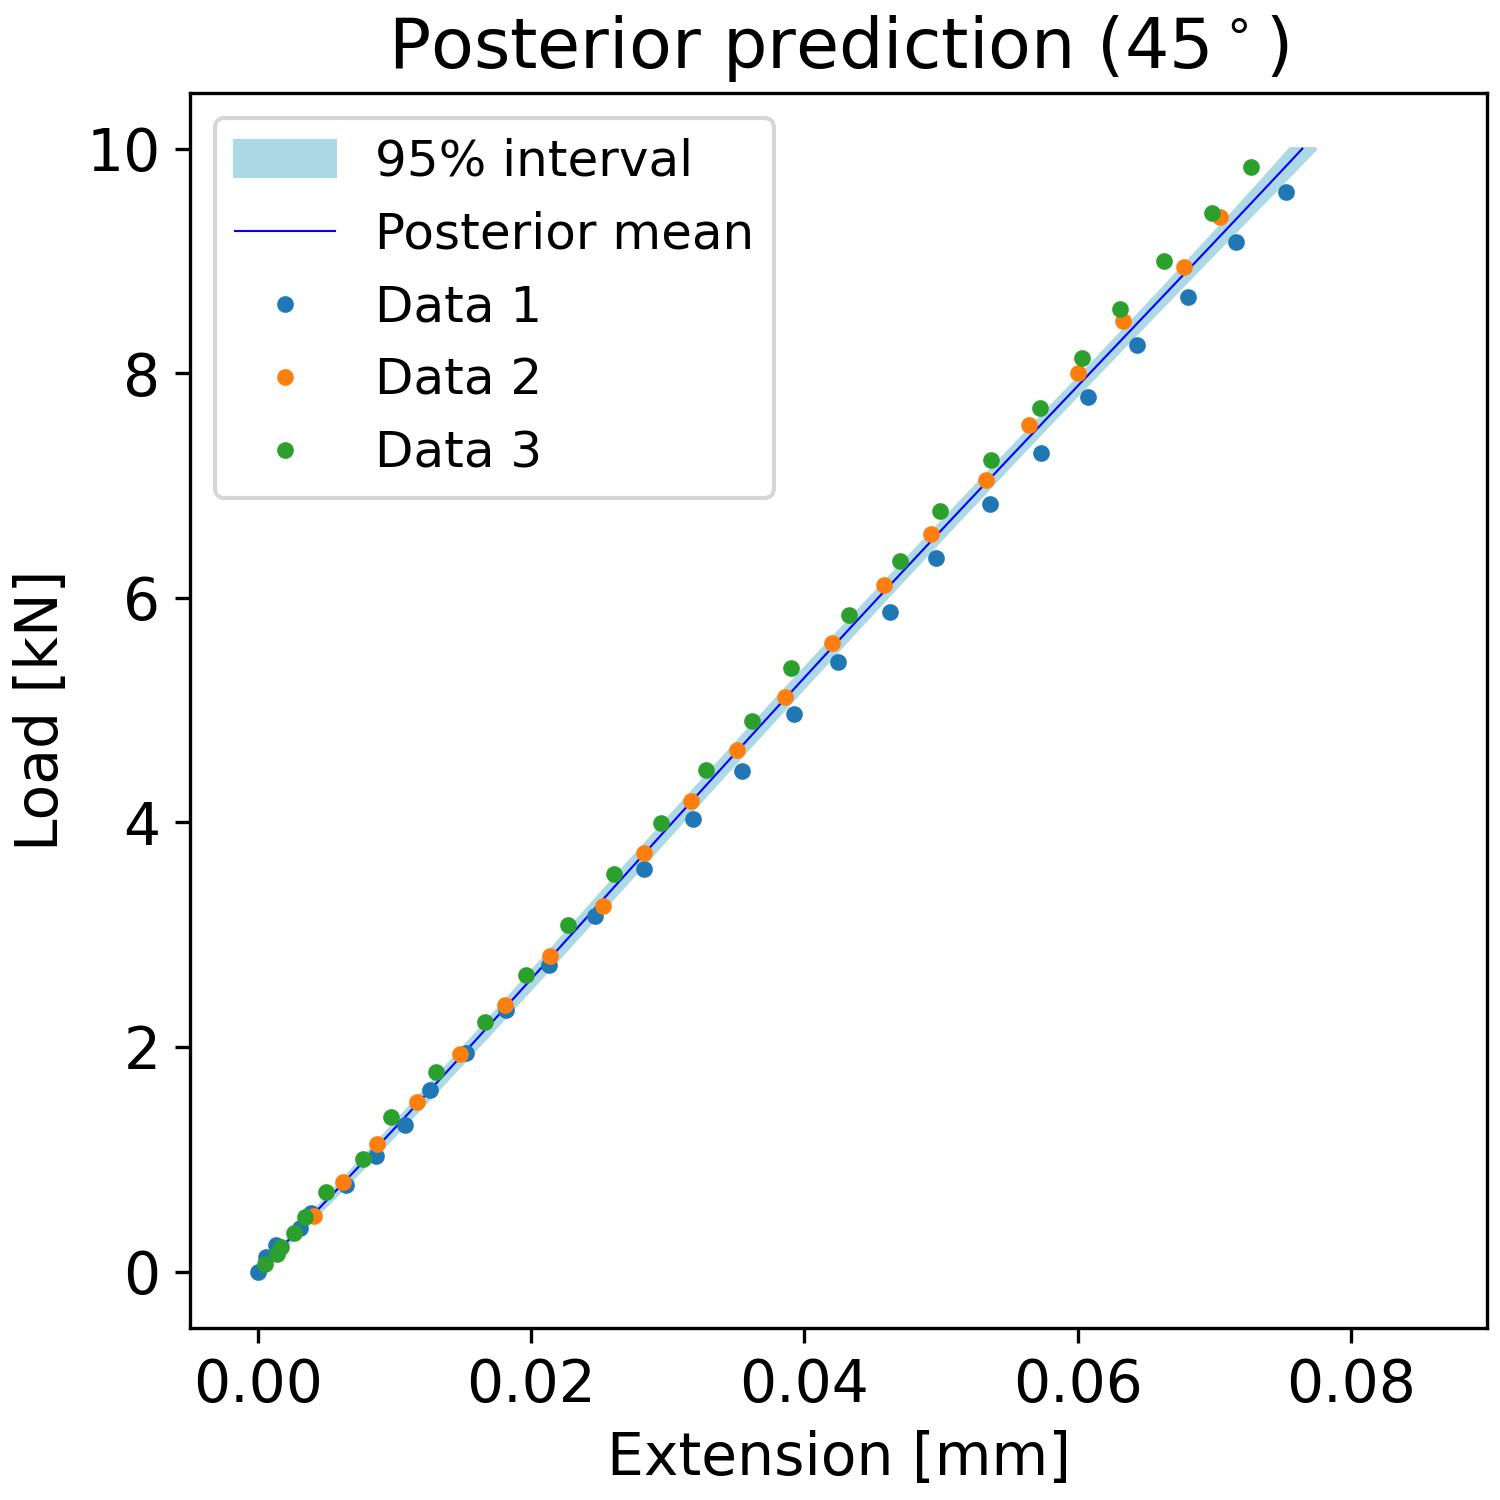 Posterior prediction (45°)
95% interval
Posterior mean
Data 1
Data 2
Data 3
10
8
6
4
2
0
Load [kN]
0.00 0.02 0.04 0.06 0.08
Extension [mm]